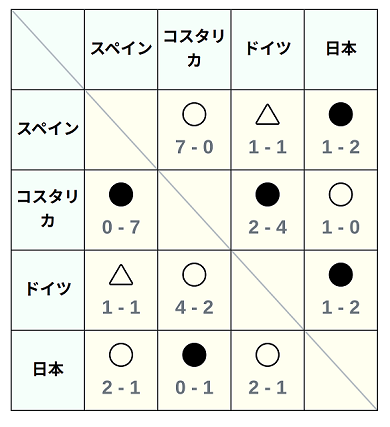 スペイン コスタリ ドイツ 日本
カ
スペイン ○ △ ●
7 - 0 1 - 1 1 - 2
コスタリ ● ● ○
カ 0 - 7 2 - 4 1 - 0
ドイツ △ ○ ●
1 - 1 4 - 2 1 - 2
日本 ○ ● ○
2 - 1 0 - 1 2 - 1